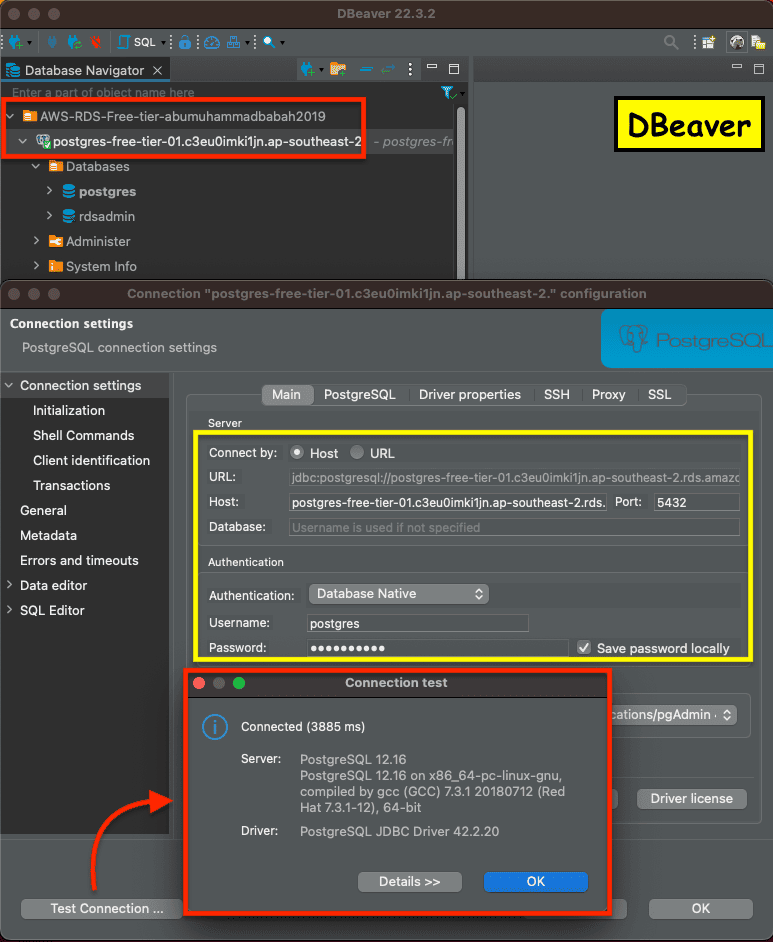 DBeaver 22.3.2
SQL
Database Navigator
Enter a part of object name here
AWS-RDS-Free-tier-abumuhammadbabah2019
postgres-free-tier-01.c3eu0imki1jn.ap-southeast-2 - postgres-fr
Databases
postgres
rdsadmin
Administer
System Info
DBeaver
Connection "postgres-free-tier-01.c3eu0imki1jn.ap-southeast-2." configuration
Connection settings
PostgreSQL connection settings
PostgreSQL
Connection settings
Initialization
Shell Commands
Client identification
Transactions
General
Metadata
Errors and timeouts
Data editor
SQL Editor
Main PostgreSQL Driver properties SSH Proxy SSL
Server
Connect by: Host URL
URL: jdbc:postgresql://postgres-free-tier-01.c3eu0imki1jn.ap-southeast-2.rds.amazo
Host: postgres-free-tier-01.c3eu0imki1jn.ap-southeast-2.rds. Port: 5432
Database: Username is used if not specified
Authentication
Authentication: Database Native
Username: postgres
Password: •••••••••• Save password locally
cations/pgAdmin
Driver license
Connection test
Connected (3885 ms)
Server: PostgreSQL 12.16
PostgreSQL 12.16 on x86_64-pc-linux-gnu,
compiled by gcc (GCC) 7.3.1 20180712 (Red
Hat 7.3.1-12), 64-bit
Driver: PostgreSQL JDBC Driver 42.2.20
Details >> OK
Test Connection ... OK